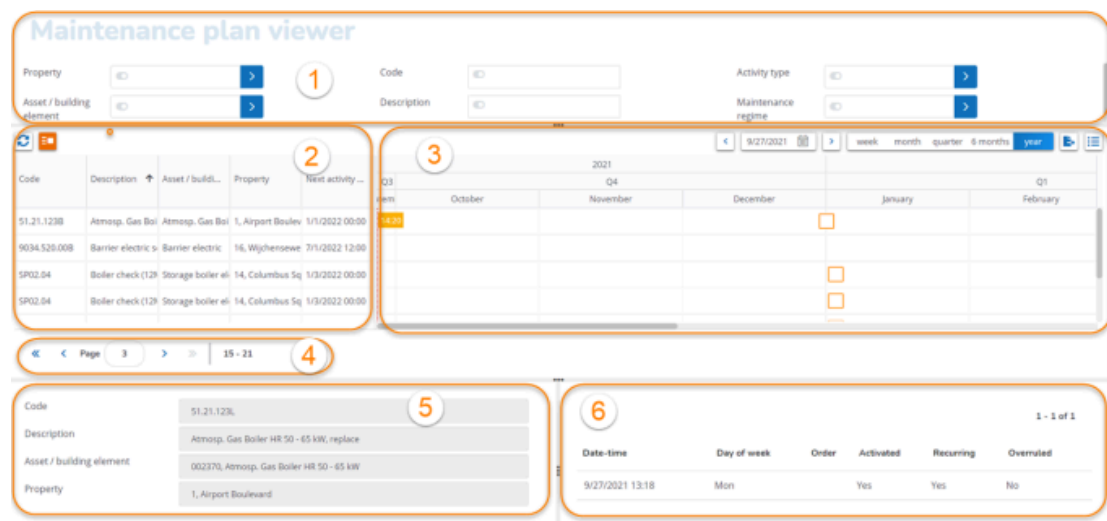 Maintenance plan viewer
Property Code Activity type
1
Asset / building element Description Maintenance regime
2 3
9/27/2021 week month quarter 6 months year
2021
Code Description Asset / buildi... Property Next activity ... Q3 Q4 Q1
em October November December January February
51.21.123B Atmosp. Gas Boi Atmosp. Gas Boi 1, Airport Boulev 1/1/2022 00:00 14:20
9034.520.00B Barrier electric s Barrier electric 16, Wijchensewe 7/1/2022 12:00
SP02.04 Boiler check (12M Storage boiler el 14, Columbus Sq 1/3/2022 00:00
SP02.04 Boiler check (12M Storage boiler el 14, Columbus Sq 1/3/2022 00:00
Page 3 15 - 21 4
Code 51.21.123L 5
Description Atmosp. Gas Boiler HR 50 - 65 kW, replace
Asset / building element 002370, Atmosp. Gas Boiler HR 50 - 65 kW
Property 1, Airport Boulevard
6
1 - 1 of 1
Date-time Day of week Order Activated Recurring Overruled
9/27/2021 13:18 Mon Yes Yes No